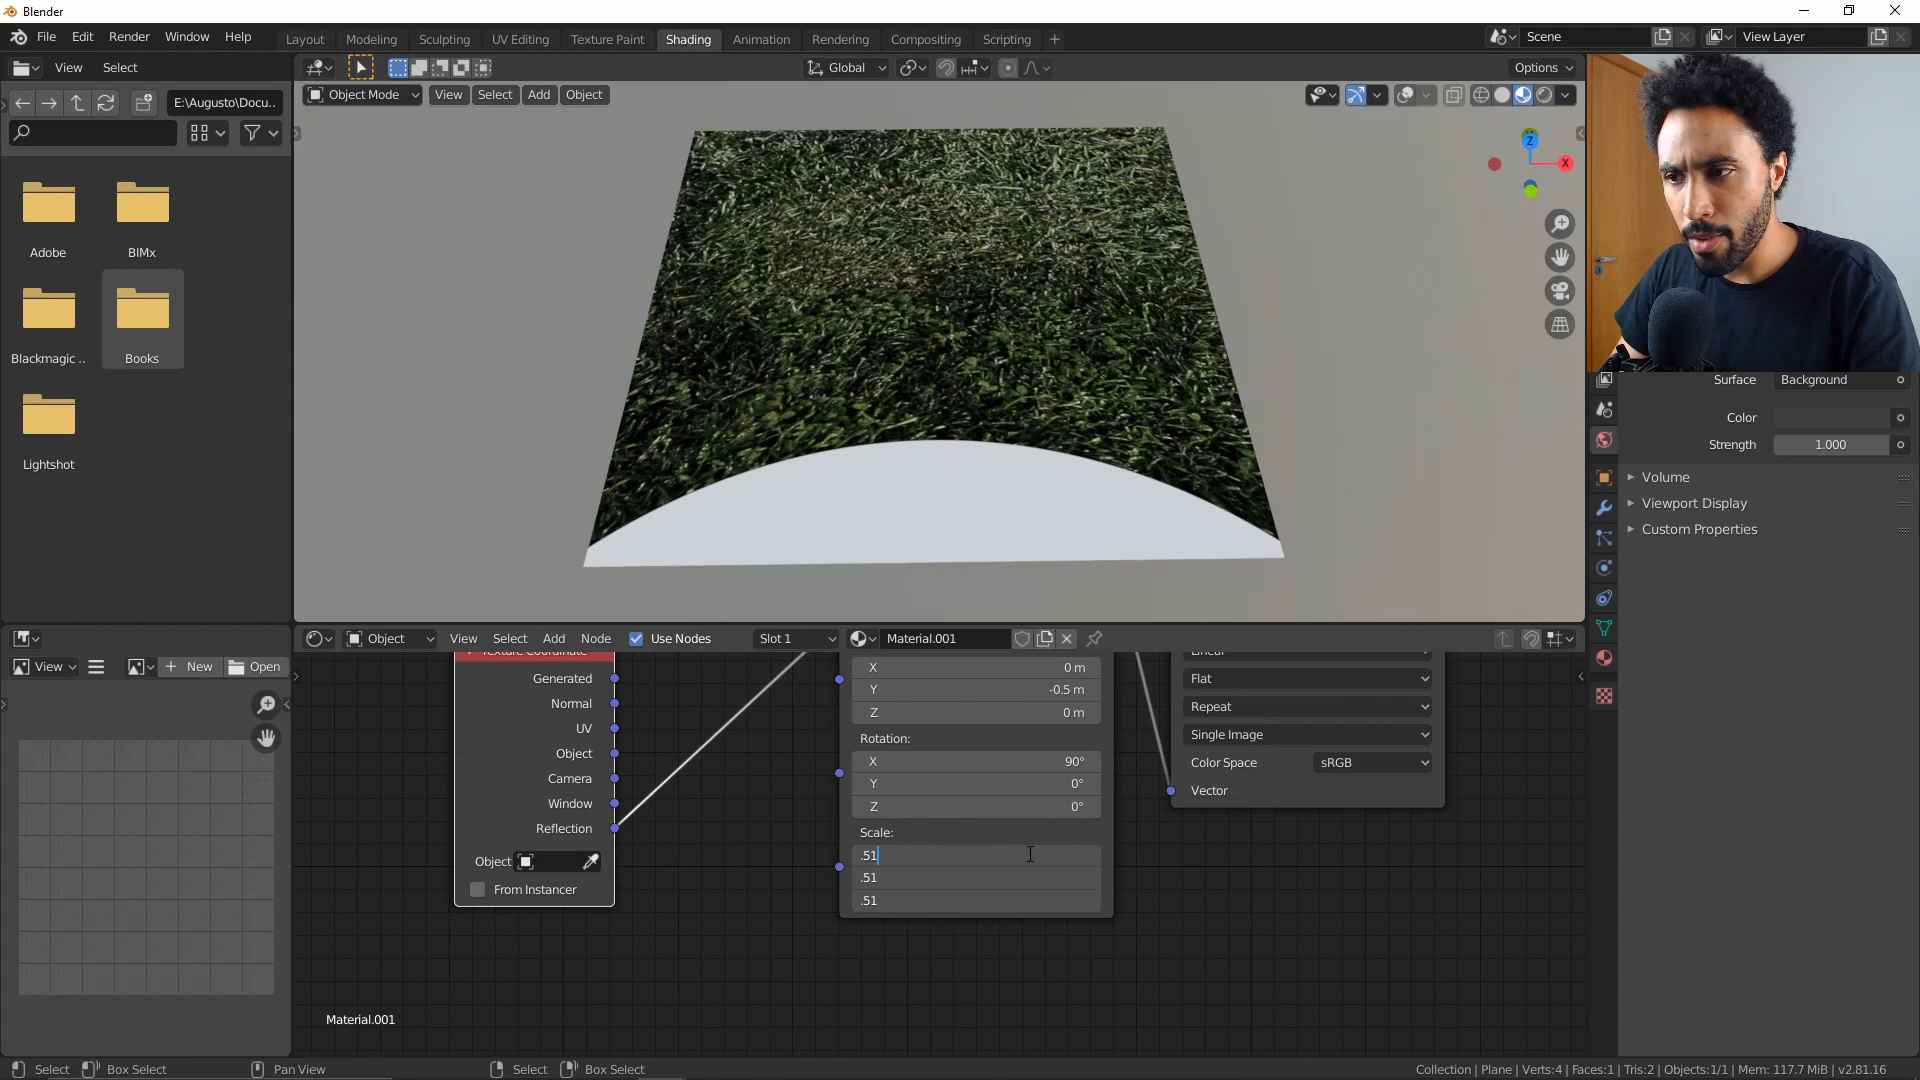 Blender
File Edit Render Window Help Layout Modeling Sculpting UV Editing Texture Paint Shading Animation Rendering Compositing Scripting + Scene View Layer
View Select Global Options
E:\Augusto\Docu.. Object Mode View Select Add Object
Z
X
Adobe BIMx
Blackmagic .. Books
Lightshot
Surface Background
Color
Strength 1.000
Volume
Viewport Display
Custom Properties
Object View Select Add Node Use Nodes Slot 1 Material.001
View + New Open
Texture Coordinate
Generated
Normal
UV
Object
Camera
Window
Reflection
Object
From Instancer
X 0 m
Y -0.5 m
Z 0 m
Rotation:
X 90°
Y 0°
Z 0°
Scale:
.51
.51
.51
Linear
Flat
Repeat
Single Image
Color Space sRGB
Vector
Material.001
Select Box Select Pan View Select Box Select Collection | Plane | Verts:4 | Faces:1 | Tris:2 | Objects:1/1 | Mem: 117.7 MiB | v2.81.16